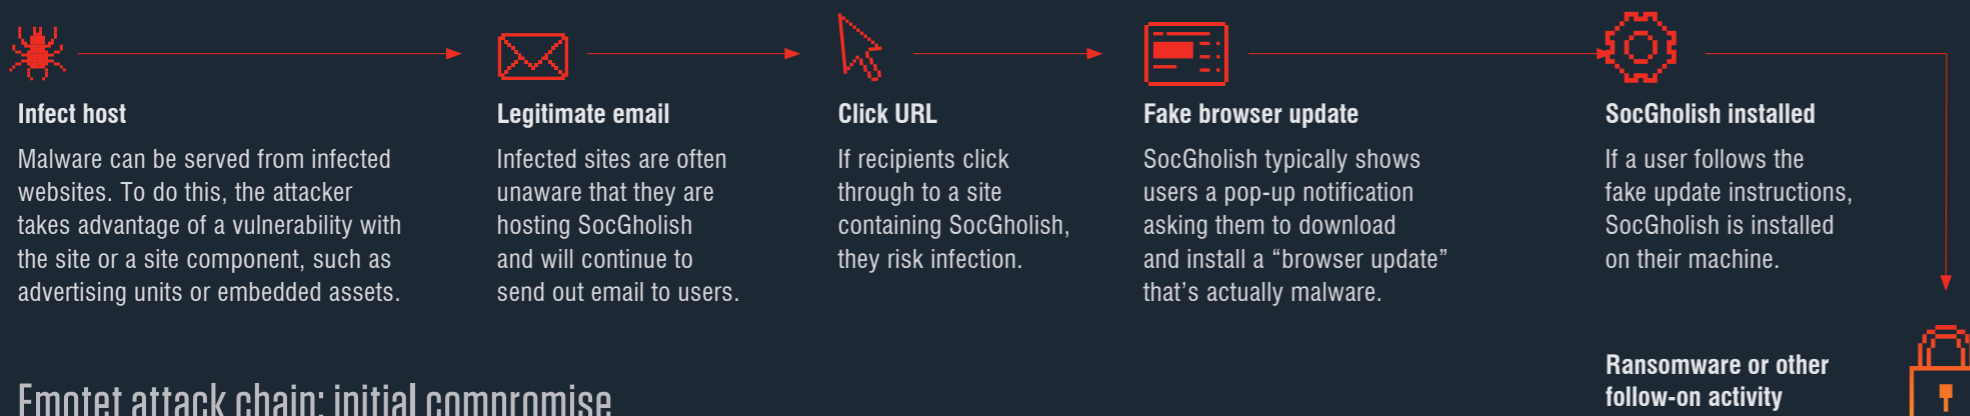 Infect host
Malware can be served from infected
websites. To do this, the attacker
takes advantage of a vulnerability with
the site or a site component, such as
advertising units or embedded assets.
Legitimate email
Infected sites are often
unaware that they are
hosting SocGholish
and will continue to
send out email to users.
Click URL
If recipients click
through to a site
containing SocGholish,
they risk infection.
Fake browser update
SocGholish typically shows
users a pop-up notification
asking them to download
and install a “browser update”
that’s actually malware.
SocGholish installed
If a user follows the
fake update instructions,
SocGholish is installed
on their machine.
Ransomware or other
follow-on activity
Emotet attack chain: initial compromise